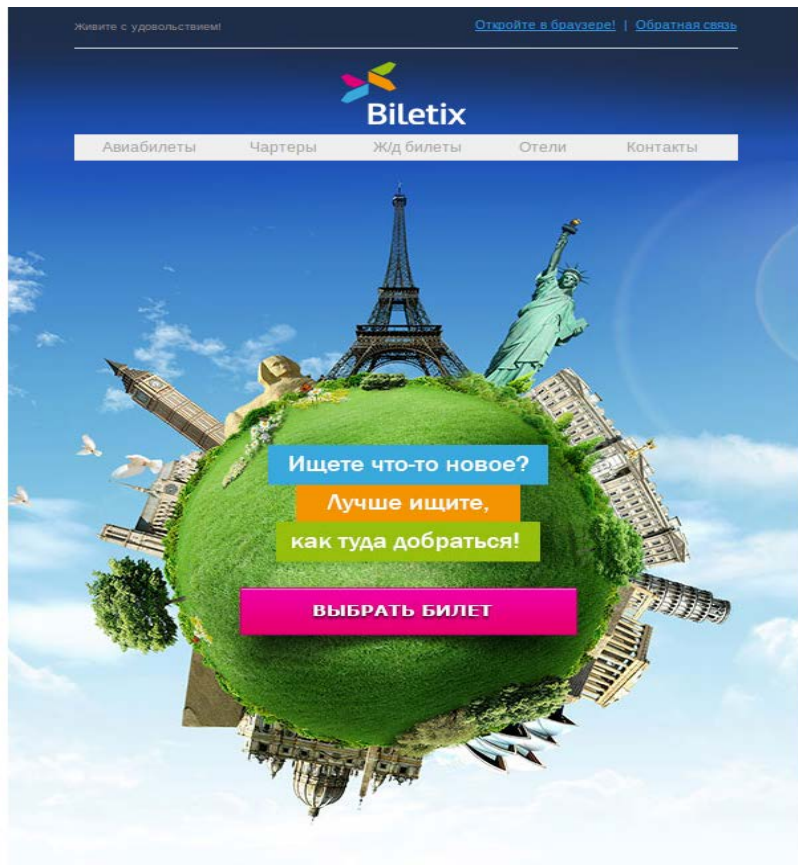 Живите с удовольствием!
Откройте в браузере! | Обратная связь
Biletix
Авиабилеты Чартеры Ж/д билеты Отели Контакты
Ищете что-то новое?
Лучше ищите,
как туда добраться!
ВЫБРАТЬ БИЛЕТ